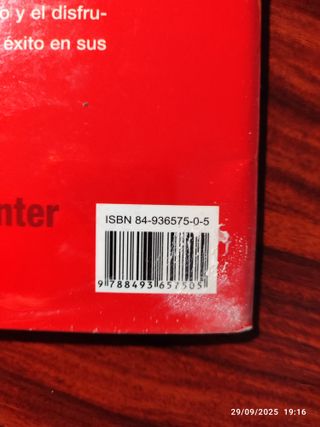 o y el disfru-
éxito en sus
nter
ISBN 84-936575-0-5
9 788493 657505
29/09/2025 19:16